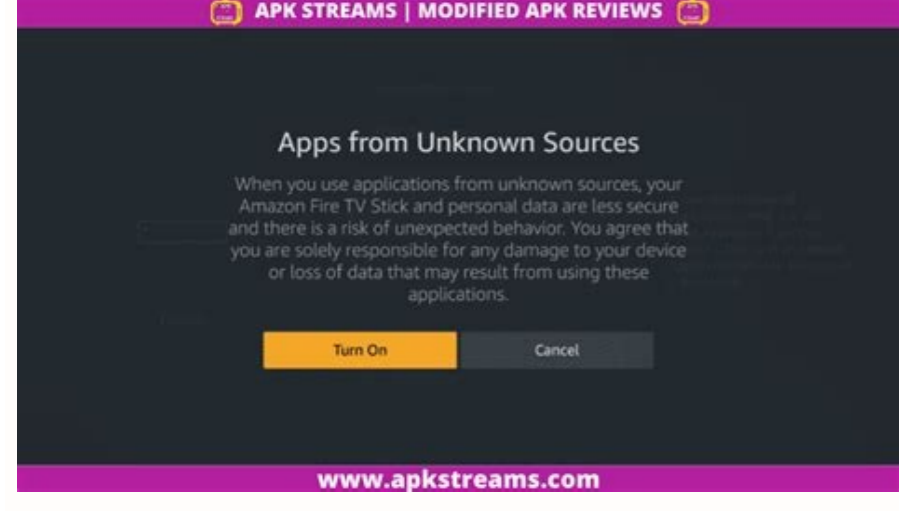 APK STREAMS | MODIFIED APK REVIEWS
Apps from Unknown Sources
When you use applications from unknown sources, your
Amazon Fire TV Stick and personal data are less secure
and there is a risk of unexpected behavior. You agree that
you are solely responsible for any damage to your device
or loss of data that may result from using these
applications.
Turn On
Cancel
www.apkstreams.com